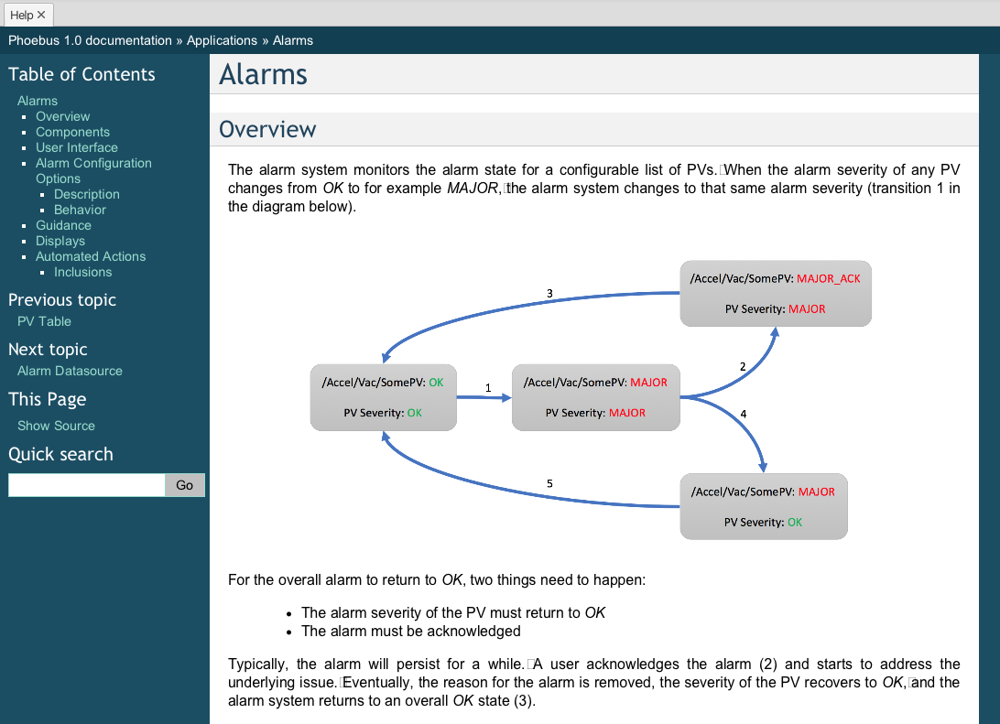 Help ✕
Phoebus 1.0 documentation » Applications » Alarms
Table of Contents
Alarms
Overview
Components
User Interface
Alarm Configuration
Options
Description
Behavior
Guidance
Displays
Automated Actions
Inclusions
Previous topic
PV Table
Next topic
Alarm Datasource
This Page
Show Source
Quick search
Go
Alarms
Overview
The alarm system monitors the alarm state for a configurable list of PVs. When the alarm severity of any PV
changes from OK to for example MAJOR, the alarm system changes to that same alarm severity (transition 1 in
the diagram below).
/Accel/Vac/SomePV: MAJOR_ACK
PV Severity: MAJOR
3
2
/Accel/Vac/SomePV: OK
PV Severity: OK
1
/Accel/Vac/SomePV: MAJOR
PV Severity: MAJOR
4
5
/Accel/Vac/SomePV: MAJOR
PV Severity: OK
For the overall alarm to return to OK, two things need to happen:
• The alarm severity of the PV must return to OK
• The alarm must be acknowledged
Typically, the alarm will persist for a while. A user acknowledges the alarm (2) and starts to address the
underlying issue. Eventually, the reason for the alarm is removed, the severity of the PV recovers to OK, and the
alarm system returns to an overall OK state (3).